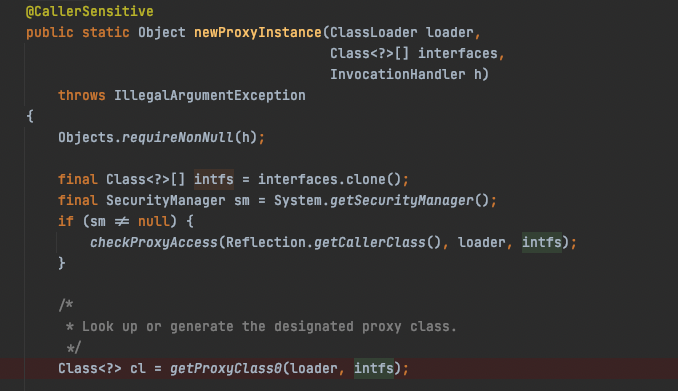 @CallerSensitive
public static Object newProxyInstance(ClassLoader loader,
                                      Class<?>[] interfaces,
                                      InvocationHandler h)
    throws IllegalArgumentException
{
    Objects.requireNonNull(h);
    final Class<?>[] intfs = interfaces.clone();
    final SecurityManager sm = System.getSecurityManager();
    if (sm != null) {
        checkProxyAccess(Reflection.getCallerClass(), loader, intfs);
    }
    /*
     * Look up or generate the designated proxy class.
     */
    Class<?> cl = getProxyClass0(loader, intfs);